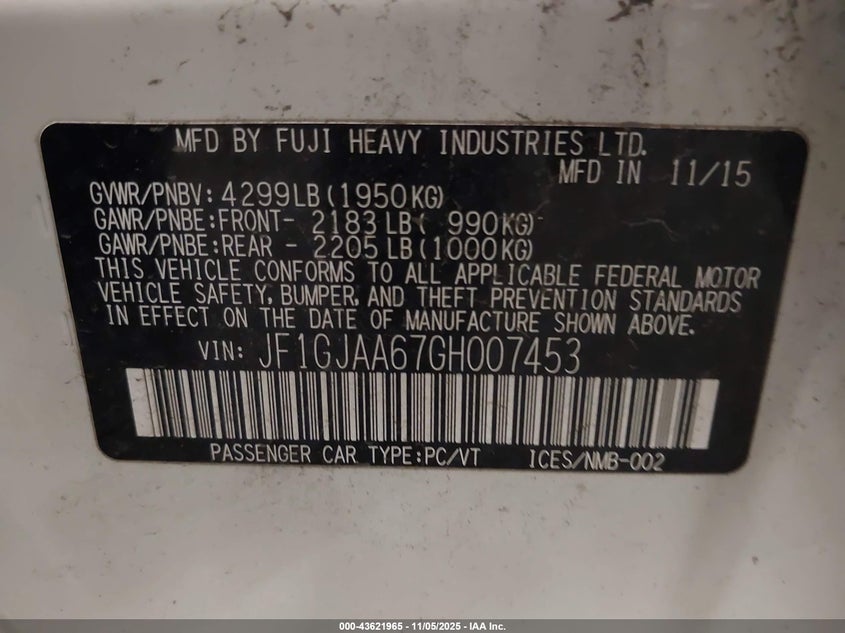 MFD BY FUJI HEAVY INDUSTRIES LTD.
MFD IN 11/15
GVWR/PNBV: 4299LB(1950KG)
GAWR/PNBE:FRONT- 2183LB( 990KG)
GAWR/PNBE:REAR - 2205LB(1000KG)
THIS VEHICLE CONFORMS TO ALL APPLICABLE FEDERAL MOTOR
VEHICLE SAFETY, BUMPER, AND THEFT PREVENTION STANDARDS
IN EFFECT ON THE DATE OF MANUFACTURE SHOWN ABOVE.
VIN: JF1GJAA67GH007453
PASSENGER CAR TYPE:PC/VT ICES/NMB-002
000-43621965 - 11/05/2025 - IAA Inc.